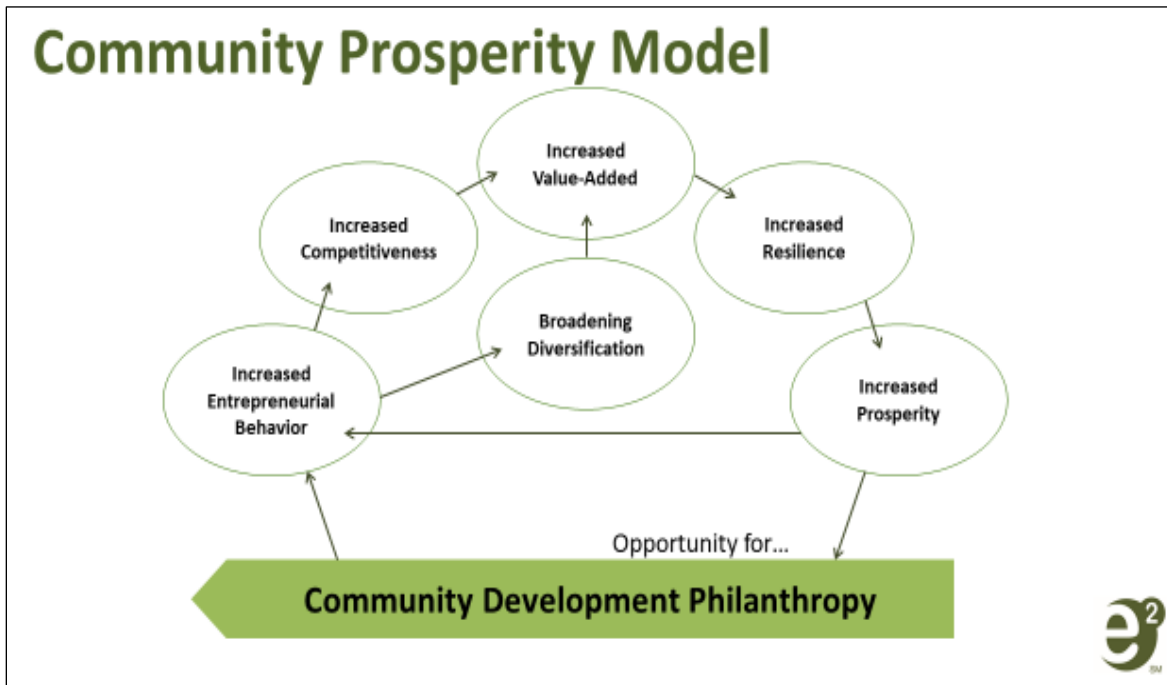 Community Prosperity Model
Increased
Value-Added
Increased
Competitiveness
Increased
Resilience
Broadening
Diversification
Increased
Entrepreneurial
Behavior
Increased
Prosperity
Opportunity for...
Community Development Philanthropy
e2
SM